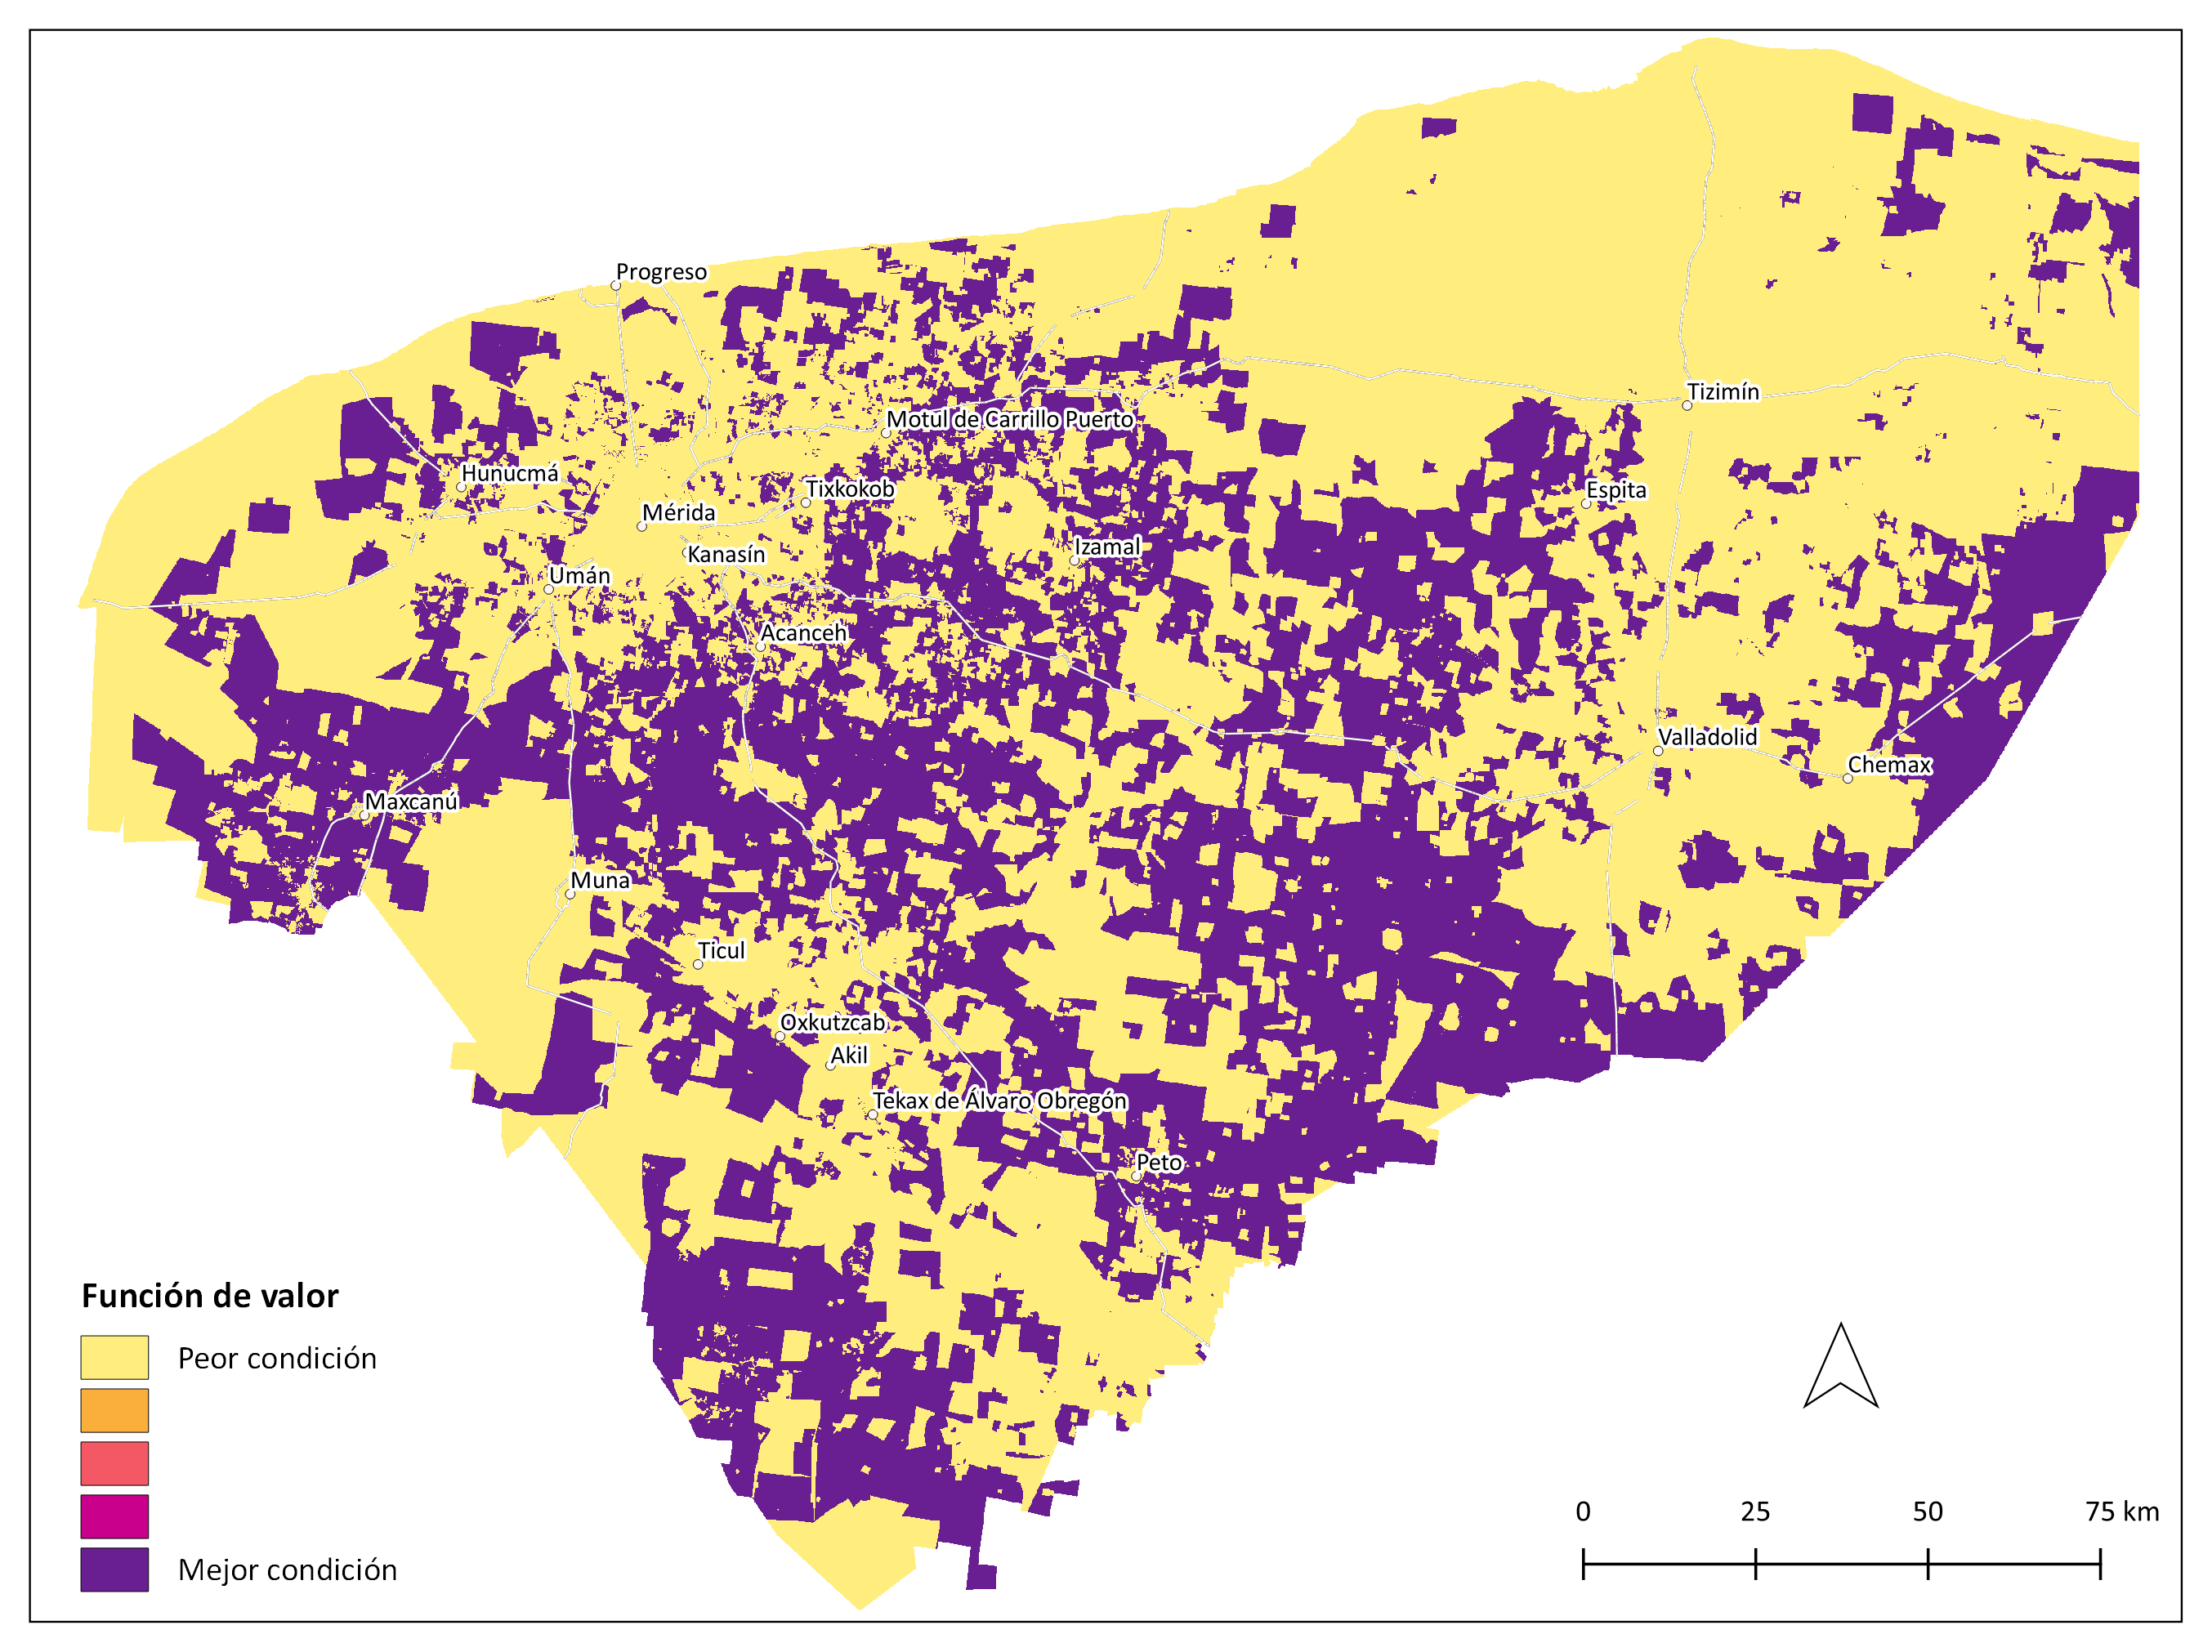 Progreso
Tizimín
Motul de Carrillo Puerto
Hunucmá
Tixkokob
Espita
Mérida
Kanasín
Izamal
Umán
Acanceh
Valladolid
Chemax
Maxcanú
Muna
Ticul
Oxkutzcab
Akil
Tekax de Álvaro Obregón
Peto
Función de valor
Peor condición
Mejor condición
0 25 50 75 km